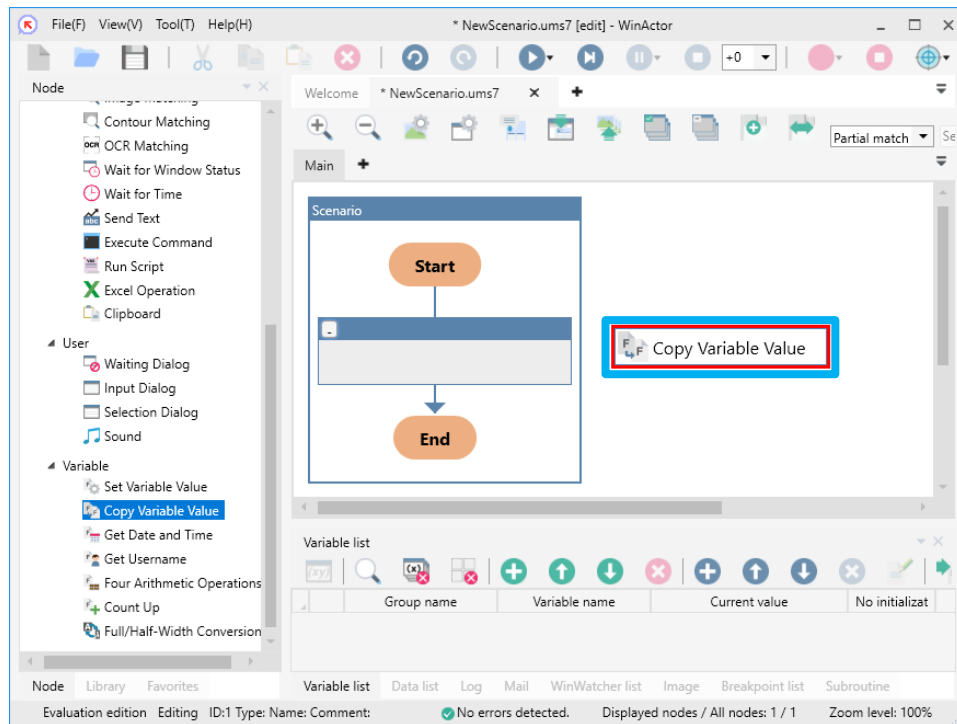 File(F) View(V) Tool(T) Help(H)
* NewScenario.ums7 [edit] - WinActor
+0
Node
Welcome
* NewScenario.ums7
Partial match
Main
Contour Matching
OCR Matching
Wait for Window Status
Wait for Time
Send Text
Execute Command
Run Script
Excel Operation
Clipboard
User
Waiting Dialog
Input Dialog
Selection Dialog
Sound
Variable
Set Variable Value
Copy Variable Value
Get Date and Time
Get Username
Four Arithmetic Operations
Count Up
Full/Half-Width Conversion
Node Library Favorites
Scenario
Start
End
Copy Variable Value
Variable list
Group name Variable name Current value No initializat
Variable list Data list Log Mail WinWatcher list Image Breakpoint list Subroutine
Evaluation edition Editing ID:1 Type: Name: Comment: No errors detected. Displayed nodes / All nodes: 1 / 1 Zoom level: 100%